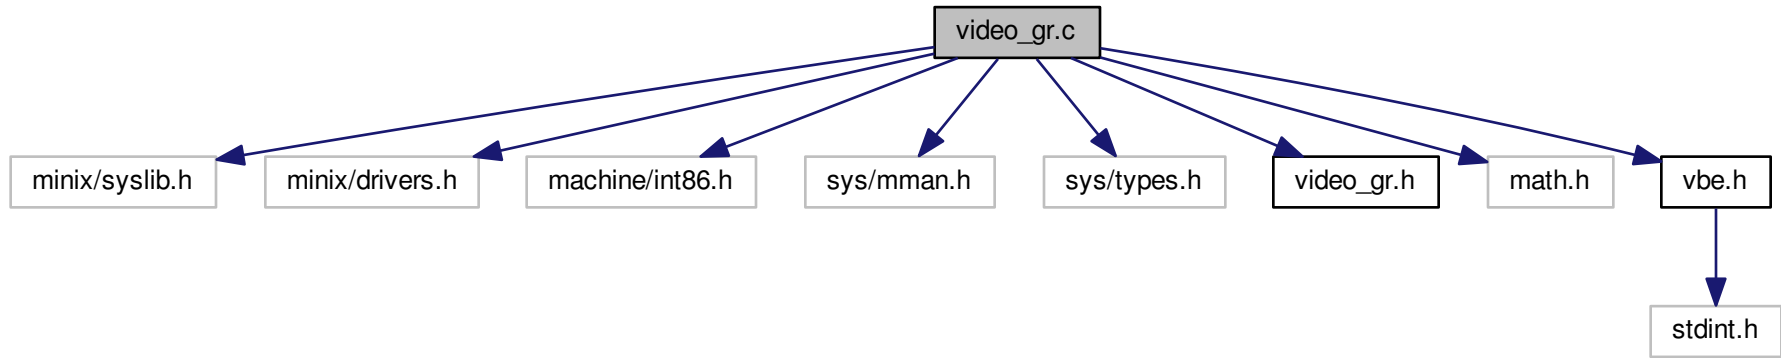 video_gr.c
minix/syslib.h
minix/drivers.h
machine/int86.h
sys/mman.h
sys/types.h
video_gr.h
math.h
vbe.h
stdint.h